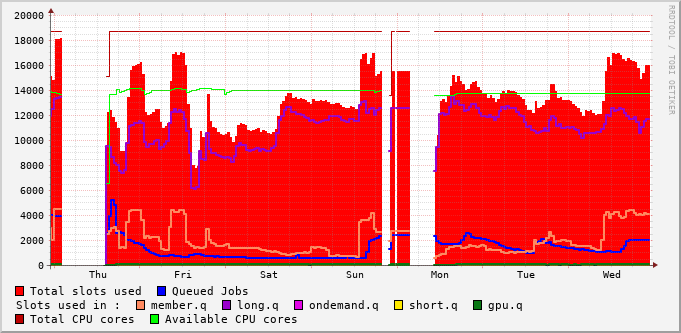 20000
18000
16000
14000
12000
10000
8000
6000
4000
2000
0
Thu Fri Sat Sun Mon Tue Wed
RRDTOOL / TOBI OETIKER
Total slots used Queued Jobs
Slots used in : member.q long.q ondemand.q short.q gpu.q
Total CPU cores Available CPU cores